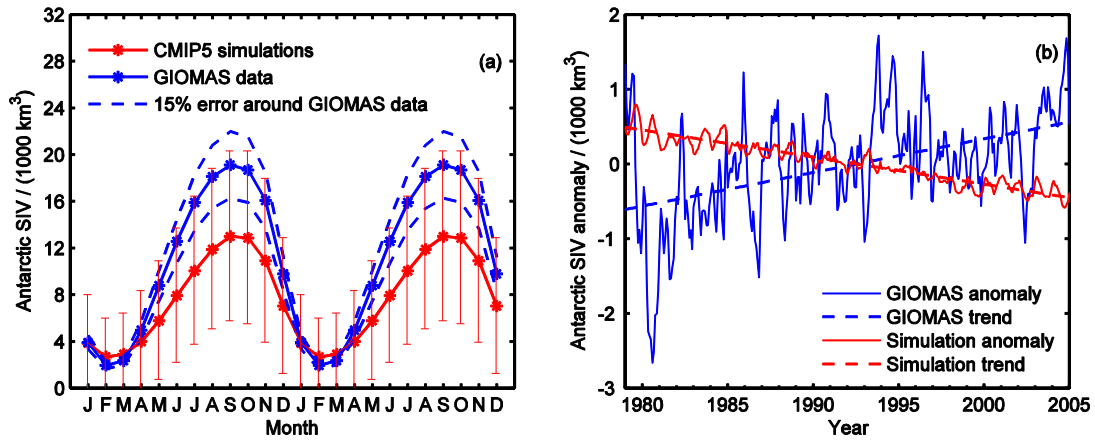 32
28
24
20
16
12
8
4
0
Antarctic SIV / (1000 km³)
CMIP5 simulations
GIOMAS data
15% error around GIOMAS data
(a)
J F M A M J J A S O N D J F M A M J J A S O N D
Month
2
1
0
-1
-2
-3
Antarctic SIV anomaly / (1000 km³)
(b)
GIOMAS anomaly
GIOMAS trend
Simulation anomaly
Simulation trend
1980 1985 1990 1995 2000 2005
Year